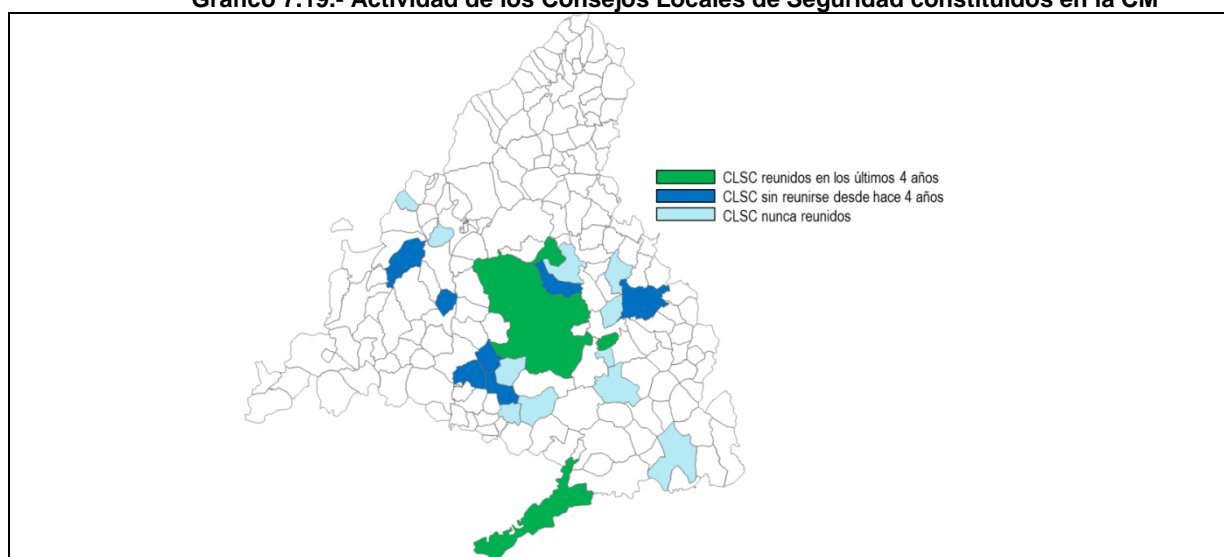 Gráfico 7.19.- Actividad de los Consejos Locales de Seguridad constituidos en la CM
CLSC reunidos en los últimos 4 años
CLSC sin reunirse desde hace 4 años
CLSC nunca reunidos